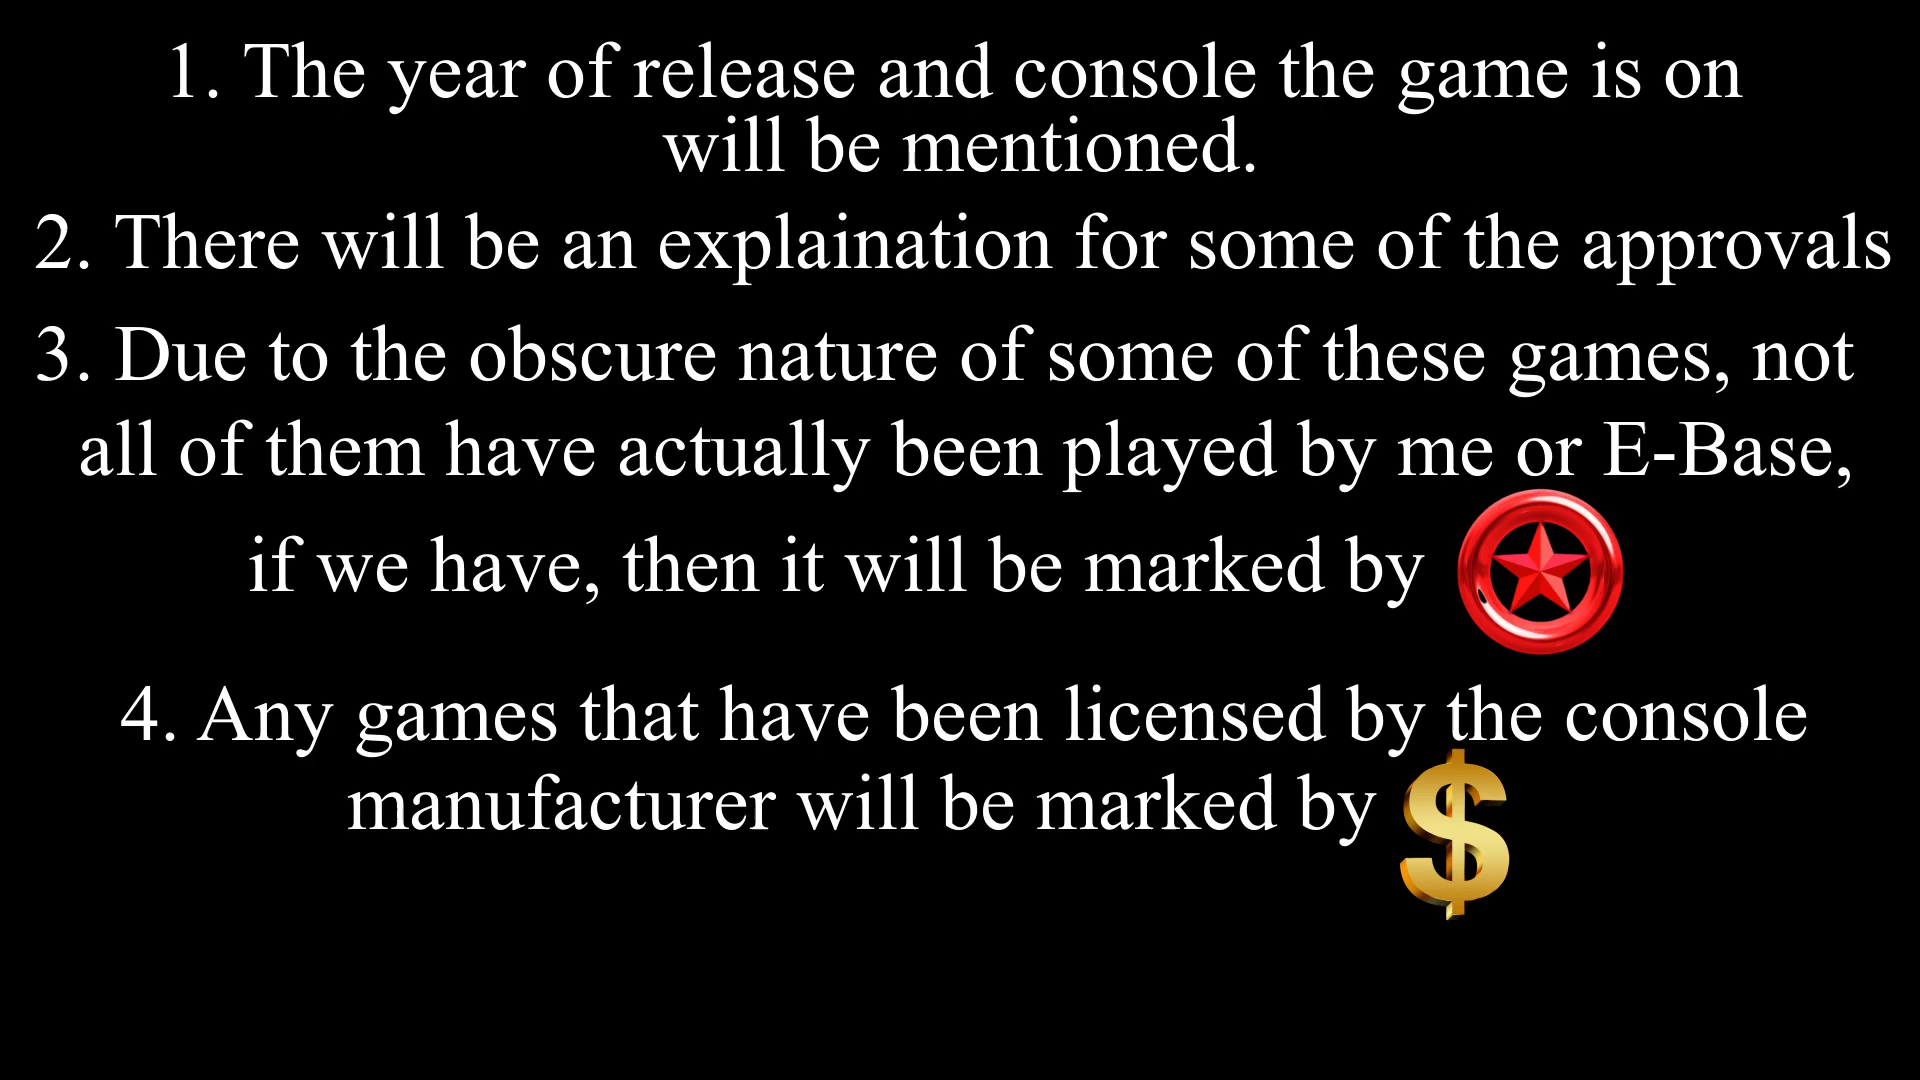 1. The year of release and console the game is on
will be mentioned.
2. There will be an explaination for some of the approvals
3. Due to the obscure nature of some of these games, not
all of them have actually been played by me or E-Base,
if we have, then it will be marked by
4. Any games that have been licensed by the console
manufacturer will be marked by $